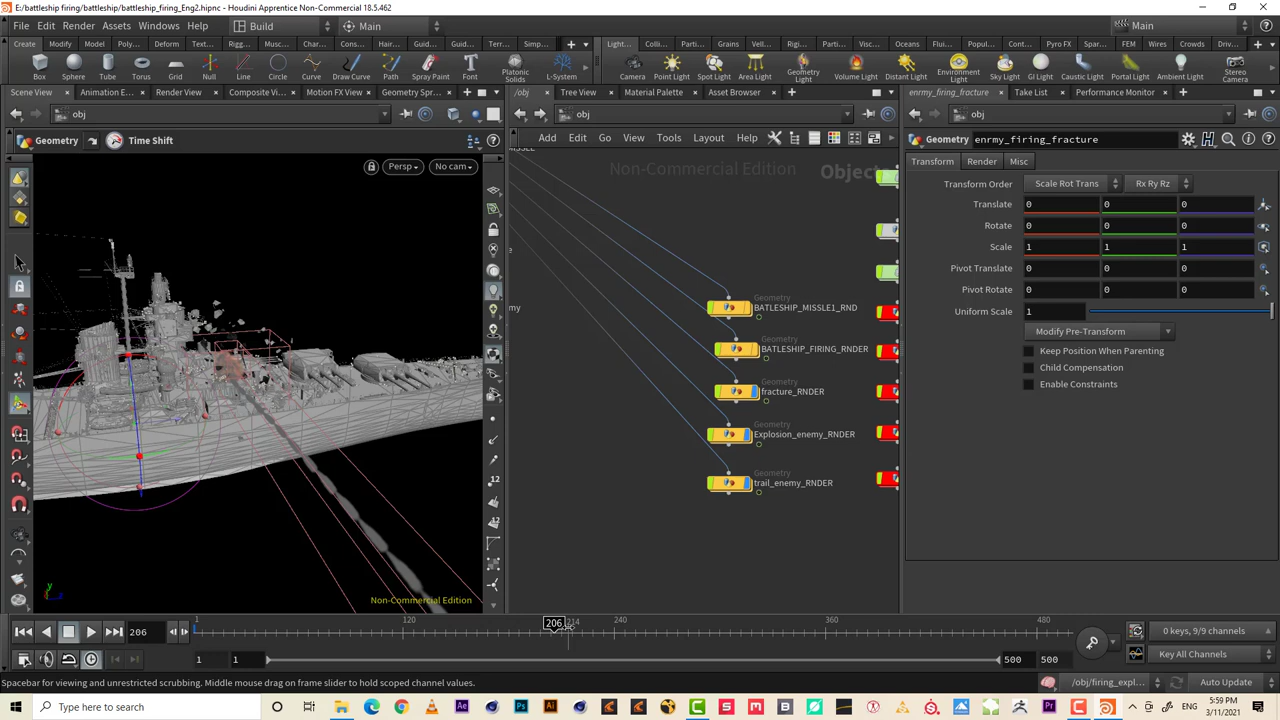 E:/battleship firing/battleship/battleship_firing_Eng2.hipnc - Houdini Apprentice Non-Commercial 18.5.462
File Edit Render Assets Windows Help Build Main Main
Create Modify Model Poly... Deform Text... Rigg... Musc... Char... Cons... Hair... Guid... Guid... Terr... Simp... Light... Colli... Parti... Grains Vell... Rigi... Parti... Visc... Oceans Flui... Popul... Cont... Pyro FX Spar... FEM Wires Crowds Driv...
Box Sphere Tube Torus Grid Null Line Circle Curve Draw Curve Path Spray Paint Font Platonic Solids L-System Camera Point Light Spot Light Area Light Geometry Light Volume Light Distant Light Environment Light Sky Light GI Light Caustic Light Portal Light Ambient Light Stereo Camera
Scene View Animation E... Render View Composite Vi... Motion FX View Geometry Spr... /obj Tree View Material Palette Asset Browser enrmy_firing_fracture Take List Performance Monitor
obj obj obj
Geometry Time Shift Add Edit Go View Tools Layout Help Geometry enrmy_firing_fracture
Persp No cam
Non-Commercial Edition
Objects
Transform Render Misc
Transform Order Scale Rot Trans Rx Ry Rz
Translate 0 0 0
Rotate 0 0 0
Scale 1 1 1
Pivot Translate 0 0 0
Pivot Rotate 0 0 0
Uniform Scale 1
Modify Pre-Transform
Keep Position When Parenting
Child Compensation
Enable Constraints
Geometry
BATLESHIP_MISSLE1_RND
Geometry
BATLESHIP_FIRING_RNDER
Geometry
fracture_RNDER
Geometry
Explosion_enemy_RNDER
Geometry
trail_enemy_RNDER
y
Non-Commercial Edition
206 1 120 206 214 240 360 480 0 keys, 9/9 channels
1 1 500 500 Key All Channels
Spacebar for viewing and unrestricted scrubbing. Middle mouse drag on frame slider to hold scoped channel values. /obj/firing_expl... Auto Update
Type here to search ENG 5:59 PM
3/11/2021